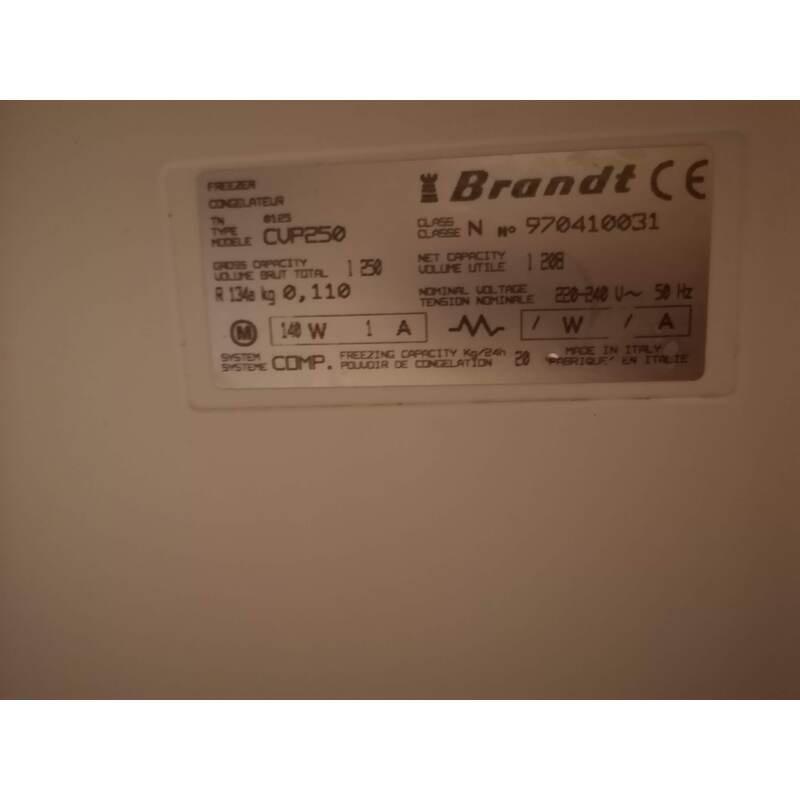 FREEZER
CONGELATEUR
Brandt CE
TN 0125
TYPE
MODELE CVP250
CLASS
CLASSE N N° 970410031
GROSS CAPACITY
VOLUME BRUT TOTAL l 250
NET CAPACITY
VOLUME UTILE l 208
R 134a kg 0,110
NOMINAL VOLTAGE
TENSION NOMINALE 220-240 V~ 50 Hz
M 140 W 1 A / W / A
SYSTEM
SYSTEME COMP.
FREEZING CAPACITY Kg/24h
POUVOIR DE CONGELATION 20
MADE IN ITALY
FABRIQUE' EN ITALIE